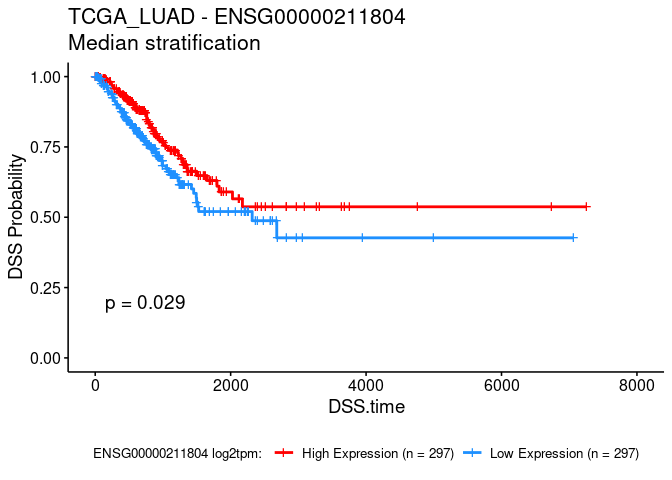 TCGA_LUAD - ENSG00000211804
Median stratification
1.00
0.75
0.50
0.25
0.00
DSS Probability
p = 0.029
0 2000 4000 6000 8000
DSS.time
ENSG00000211804 log2tpm: High Expression (n = 297) Low Expression (n = 297)